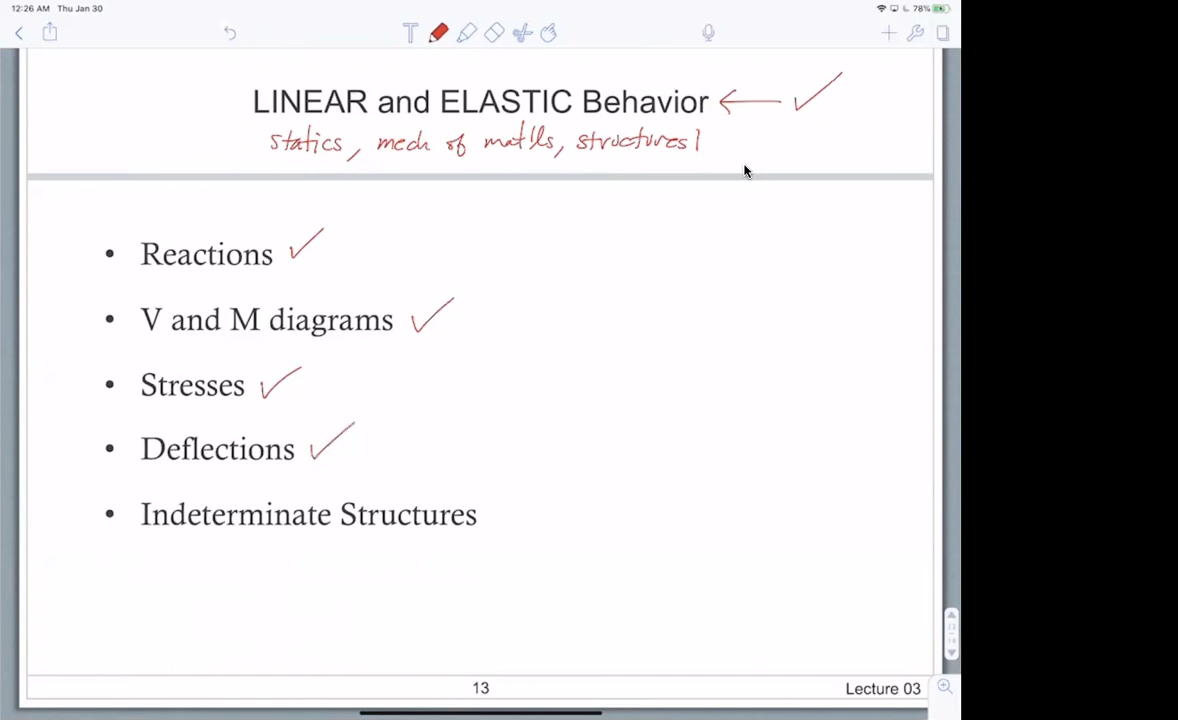 12:26 AM Thu Jan 30
78%
LINEAR and ELASTIC Behavior
statics, mech of mat'ls, structures 1
• Reactions
• V and M diagrams
• Stresses
• Deflections
• Indeterminate Structures
13
Lecture 03